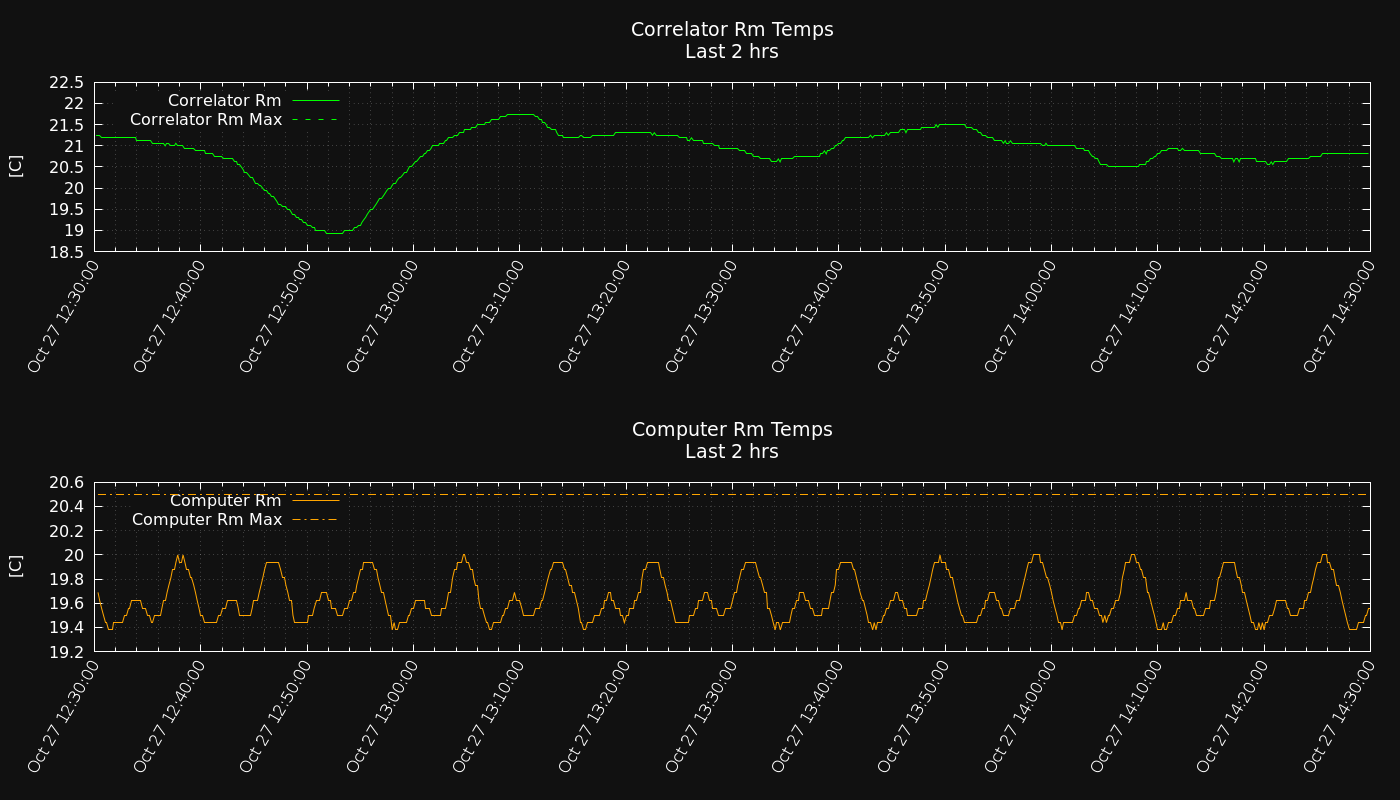 Correlator Rm Temps
Last 2 hrs
22.5
22
21.5
21
20.5
20
19.5
19
18.5
[C]
Correlator Rm
Correlator Rm Max
Oct 27 12:30:00
Oct 27 12:40:00
Oct 27 12:50:00
Oct 27 13:00:00
Oct 27 13:10:00
Oct 27 13:20:00
Oct 27 13:30:00
Oct 27 13:40:00
Oct 27 13:50:00
Oct 27 14:00:00
Oct 27 14:10:00
Oct 27 14:20:00
Oct 27 14:30:00
Computer Rm Temps
Last 2 hrs
20.6
20.4
20.2
20
19.8
19.6
19.4
19.2
[C]
Computer Rm
Computer Rm Max
Oct 27 12:30:00
Oct 27 12:40:00
Oct 27 12:50:00
Oct 27 13:00:00
Oct 27 13:10:00
Oct 27 13:20:00
Oct 27 13:30:00
Oct 27 13:40:00
Oct 27 13:50:00
Oct 27 14:00:00
Oct 27 14:10:00
Oct 27 14:20:00
Oct 27 14:30:00